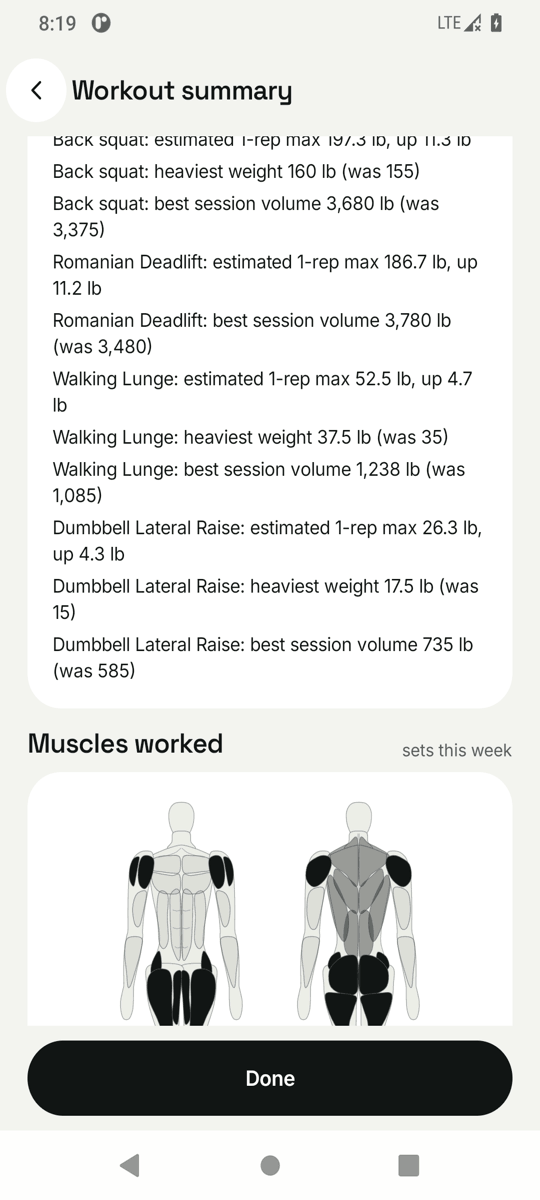 8:19
LTE
Workout summary
Back squat: estimated 1-rep max 197.3 lb, up 11.3 lb
Back squat: heaviest weight 160 lb (was 155)
Back squat: best session volume 3,680 lb (was
3,375)
Romanian Deadlift: estimated 1-rep max 186.7 lb, up
11.2 lb
Romanian Deadlift: best session volume 3,780 lb
(was 3,480)
Walking Lunge: estimated 1-rep max 52.5 lb, up 4.7
lb
Walking Lunge: heaviest weight 37.5 lb (was 35)
Walking Lunge: best session volume 1,238 lb (was
1,085)
Dumbbell Lateral Raise: estimated 1-rep max 26.3 lb,
up 4.3 lb
Dumbbell Lateral Raise: heaviest weight 17.5 lb (was
15)
Dumbbell Lateral Raise: best session volume 735 lb
(was 585)
Muscles worked
sets this week
Done